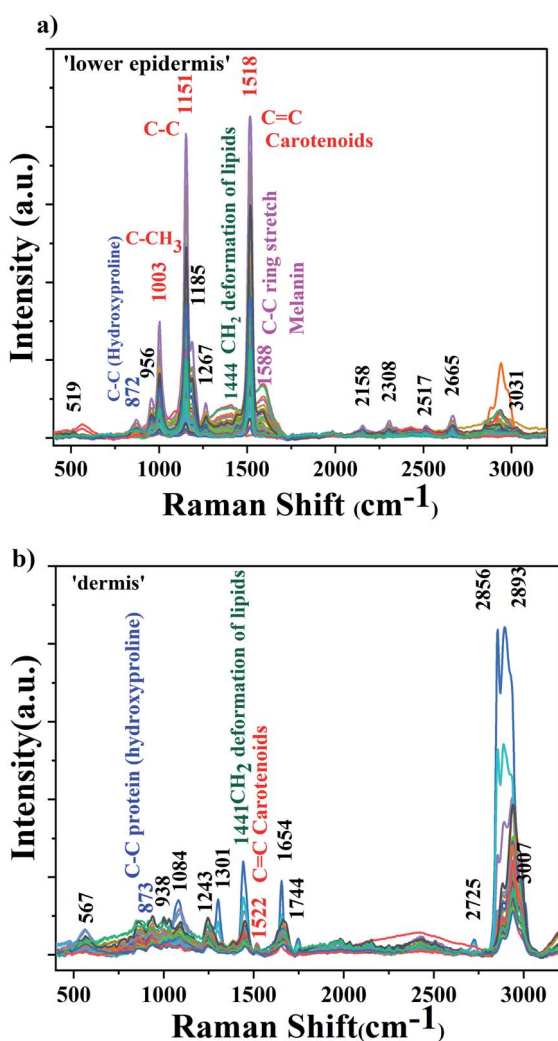 a)
'lower epidermis'
1151
1518
C-C
C=C
Carotenoids
C-CH3
1003
C-C (Hydroxyproline)
872
956
1185
1267
1444 CH2 deformation of lipids
1588 C-C ring stretch
Melanin
519
2158
2308
2517
2665
3031
Intensity (a.u.)
500 1000 1500 2000 2500 3000
Raman Shift (cm-1)
b)
'dermis'
2856
2893
C-C protein (hydroxyproline)
873
567
938
1084
1243
1301
1441CH2 deformation of lipids
1522 C=C Carotenoids
1654
1744
2725
3007
Intensity(a.u.)
500 1000 1500 2000 2500 3000
Raman Shift(cm-1)